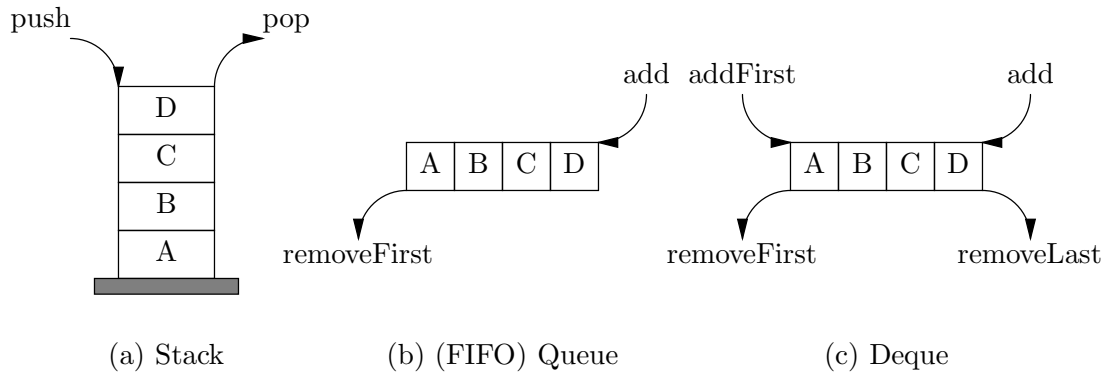 push
pop
D
C
B
A
(a) Stack
add
A B C D
removeFirst
(b) (FIFO) Queue
addFirst
add
A B C D
removeFirst
removeLast
(c) Deque